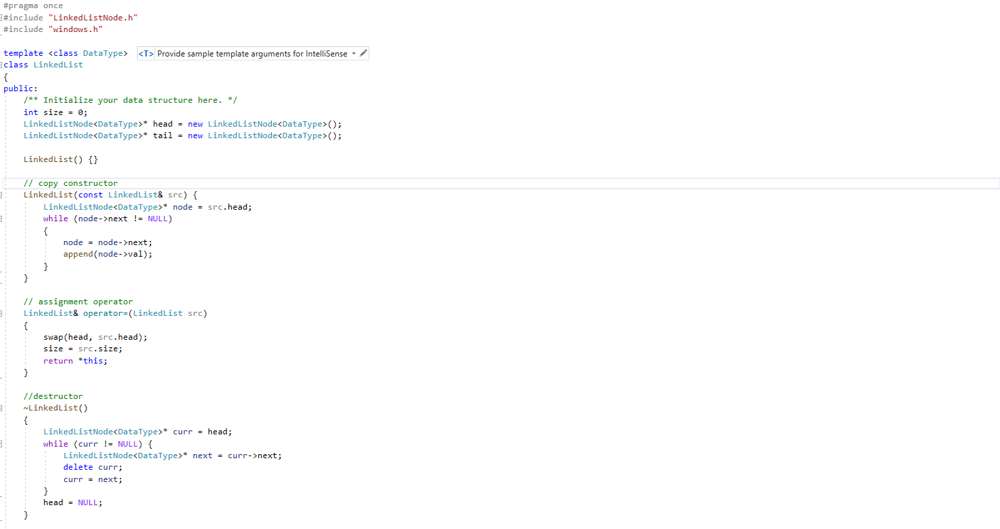 #pragma once
#include "LinkedListNode.h"
#include "windows.h"
template <class DataType> <T> Provide sample template arguments for IntelliSense
class LinkedList
{
public:
    /** Initialize your data structure here. */
    int size = 0;
    LinkedListNode<DataType>* head = new LinkedListNode<DataType>();
    LinkedListNode<DataType>* tail = new LinkedListNode<DataType>();
    LinkedList() {}
    // copy constructor
    LinkedList(const LinkedList& src) {
        LinkedListNode<DataType>* node = src.head;
        while (node->next != NULL)
        {
            node = node->next;
            append(node->val);
        }
    }
    // assignment operator
    LinkedList& operator=(LinkedList src)
    {
        swap(head, src.head);
        size = src.size;
        return *this;
    }
    //destructor
    ~LinkedList()
    {
        LinkedListNode<DataType>* curr = head;
        while (curr != NULL) {
            LinkedListNode<DataType>* next = curr->next;
            delete curr;
            curr = next;
        }
        head = NULL;
    }